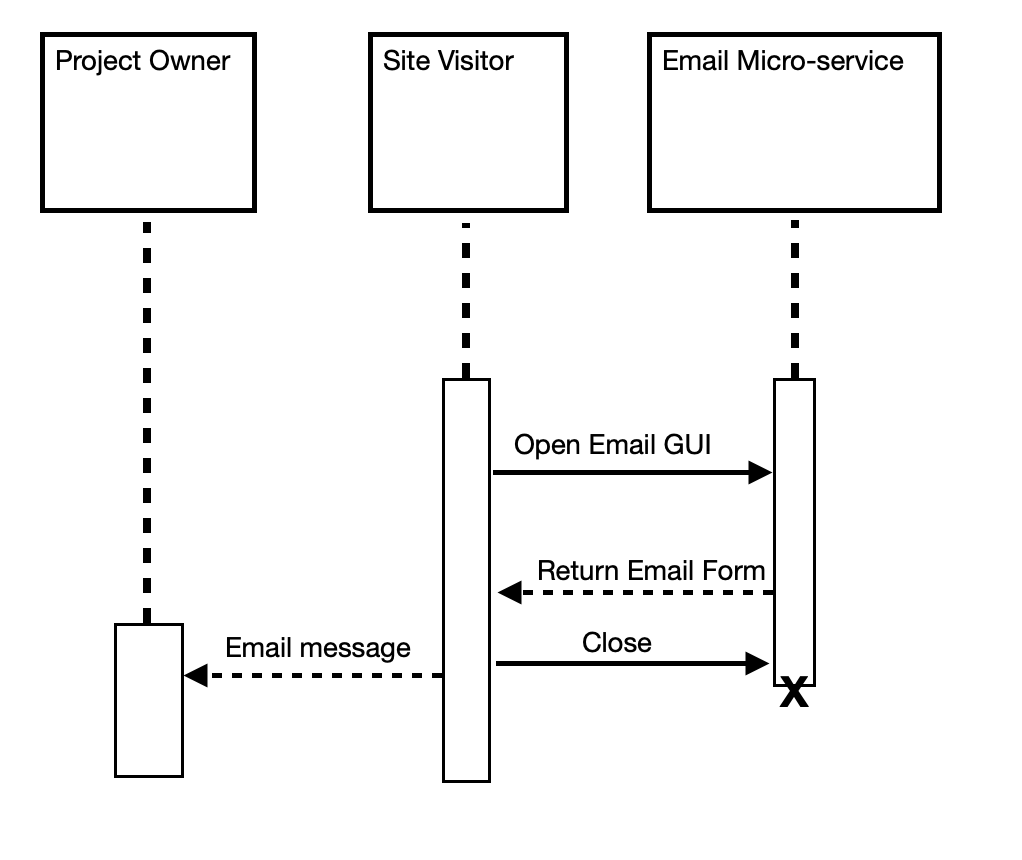 Project Owner
Site Visitor
Email Micro-service
Open Email GUI
Return Email Form
Close
Email message
X